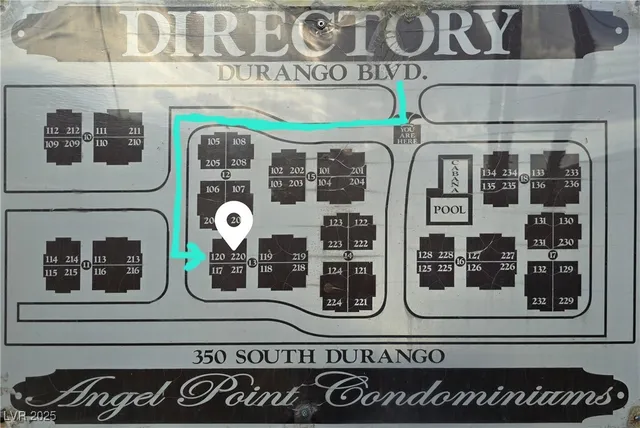 DIRECTORY
DURANGO BLVD.
YOU
ARE
HERE
112 212 111 211
10
109 209 110 210
105 108
205 208
12
106 107
102 202 101 201
15
103 203 104 204
CABANA
POOL
134 234 133 233
18
135 235 136 236
123 122
223 222
14
124 121
224 221
131 130
231 230
17
132 129
232 229
114 214 113 213
11
115 215 116 216
120 220 119 219
13
117 217 118 218
128 228 127 227
16
125 225 126 226
350 SOUTH DURANGO
Angel Point Condominiums
LVR 2025